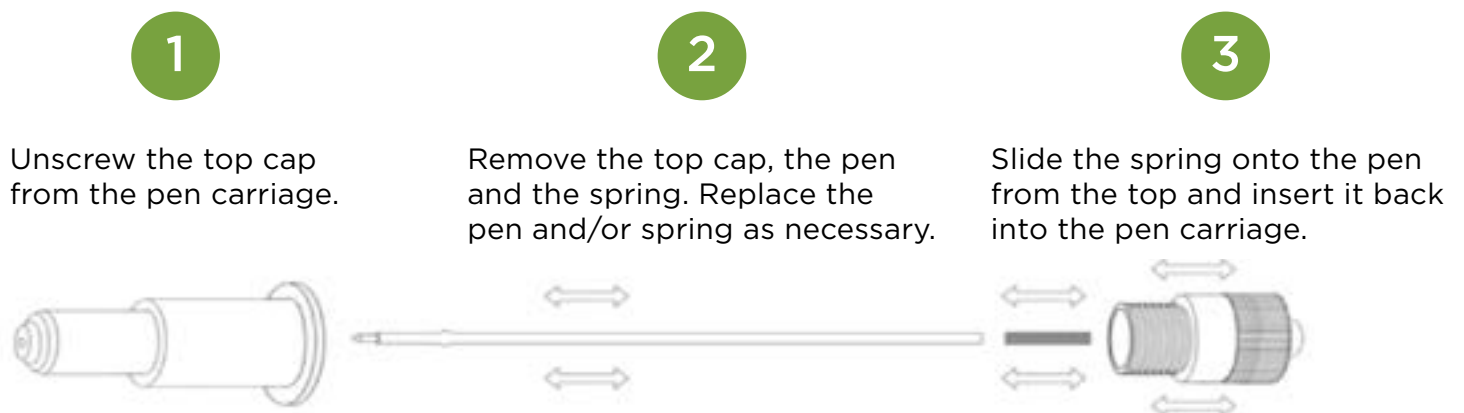 1
Unscrew the top cap
from the pen carriage.
2
Remove the top cap, the pen
and the spring. Replace the
pen and/or spring as necessary.
3
Slide the spring onto the pen
from the top and insert it back
into the pen carriage.